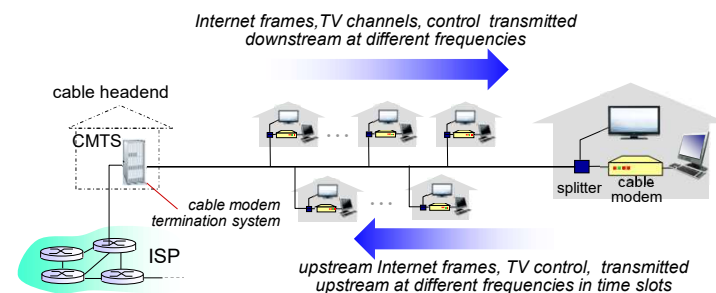 Internet frames,TV channels, control transmitted
downstream at different frequencies
cable headend
CMTS
splitter
cable
modem
cable modem
termination system
ISP
upstream Internet frames, TV control, transmitted
upstream at different frequencies in time slots